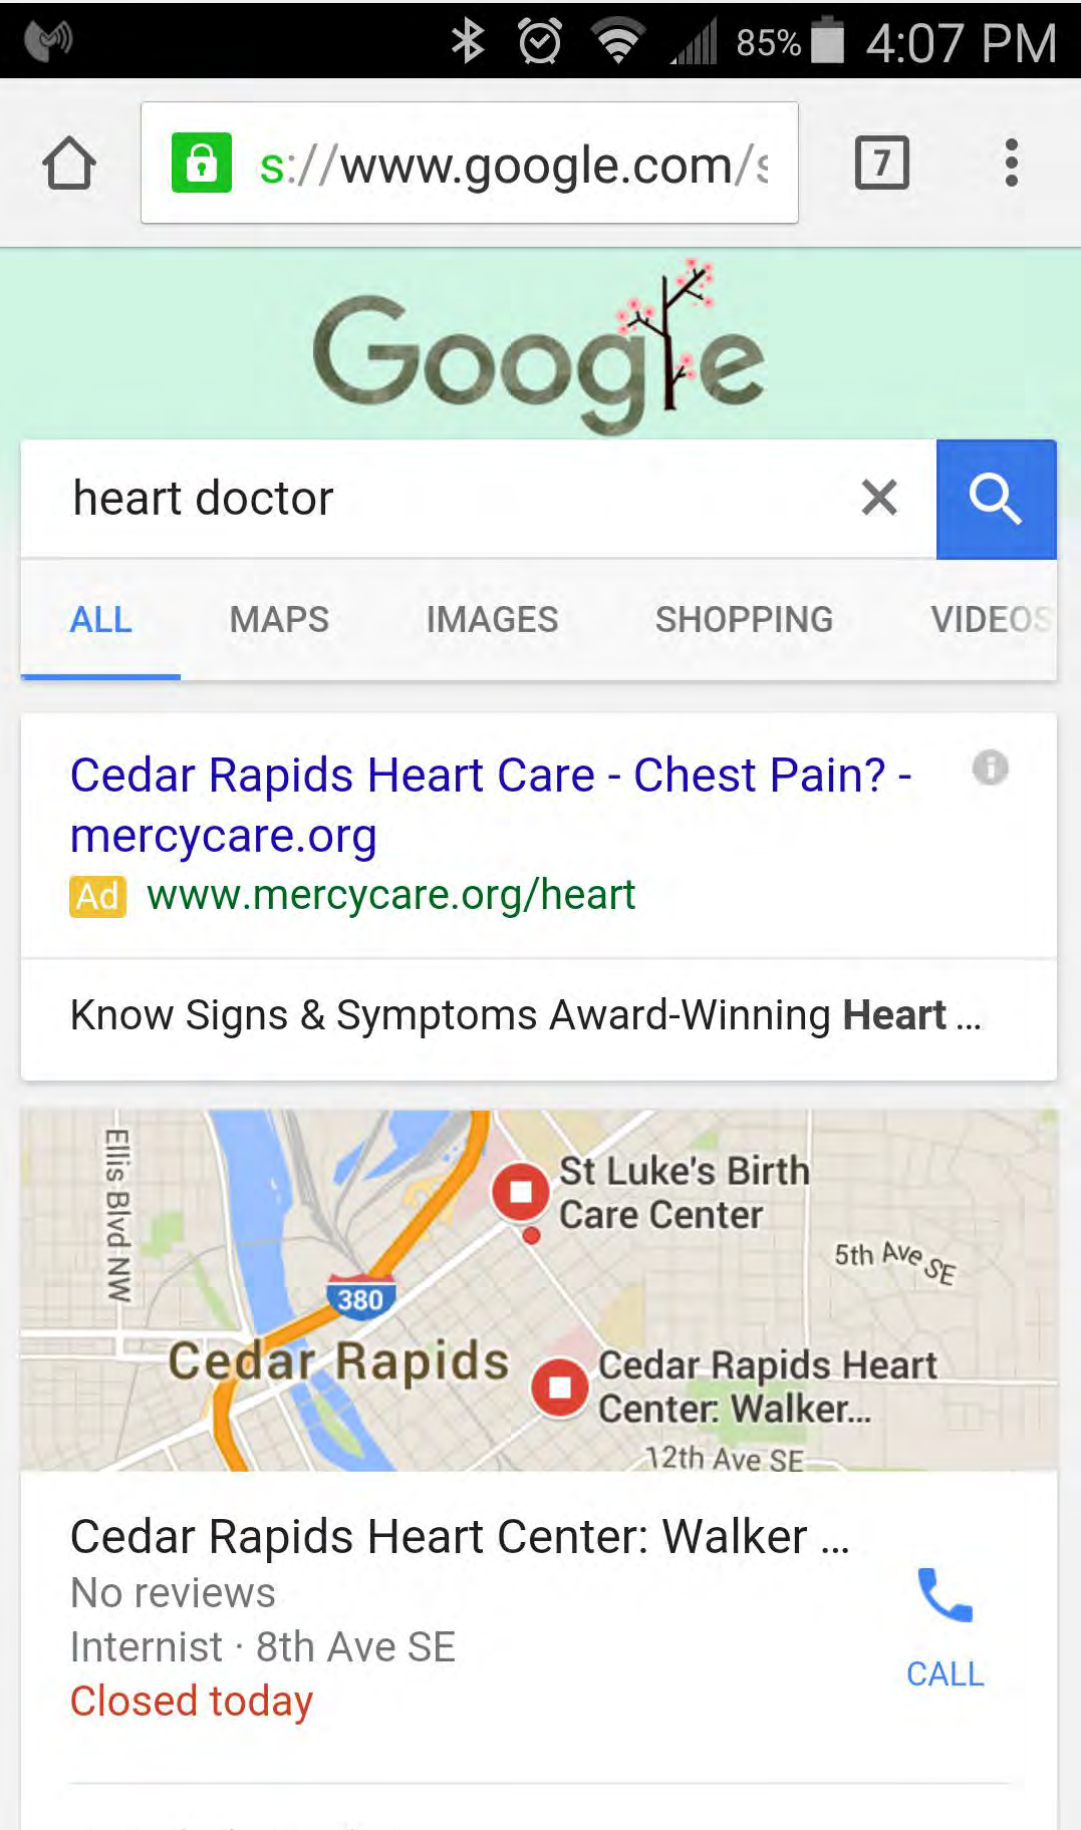 85% 4:07 PM
s://www.google.com/s
7
Google
heart doctor
ALL MAPS IMAGES SHOPPING VIDEOS
Cedar Rapids Heart Care - Chest Pain? -
mercycare.org
Ad www.mercycare.org/heart
Know Signs & Symptoms Award-Winning Heart ...
Ellis Blvd NW
St Luke's Birth
Care Center
5th Ave SE
380
Cedar Rapids
Cedar Rapids Heart
Center: Walker...
12th Ave SE
Cedar Rapids Heart Center: Walker ...
No reviews
Internist · 8th Ave SE
Closed today
CALL